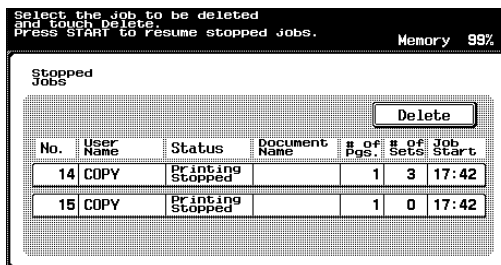 Select the job to be deleted
and touch Delete.
Press START to resume stopped jobs.
Memory 99%
Stopped
Jobs
Delete
No. User Name Status Document Name # of Pgs. # of Sets Job Start
14 COPY Printing Stopped 1 3 17:42
15 COPY Printing Stopped 1 0 17:42